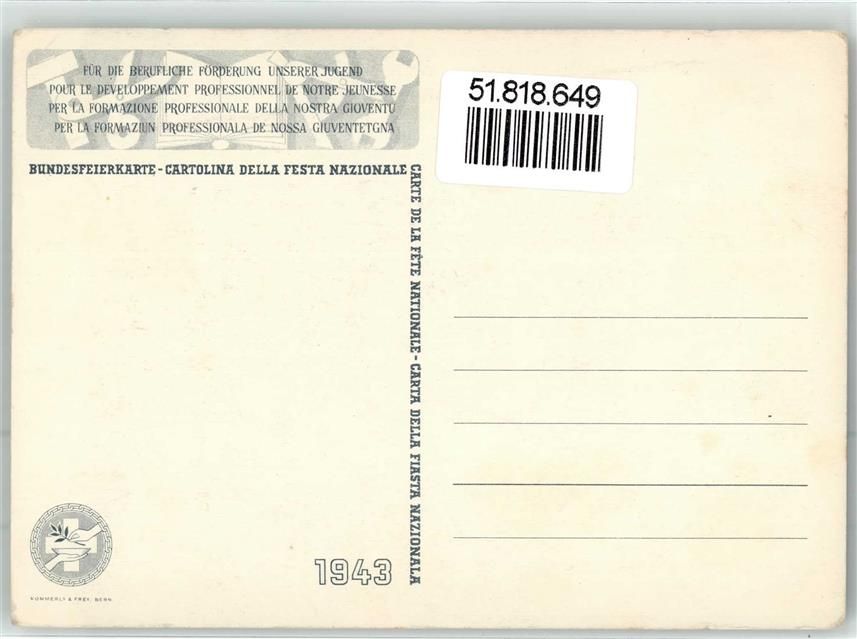 FÜR DIE BERUFLICHE FÖRDERUNG UNSERER JUGEND
POUR LE DEVELOPPEMENT PROFESSIONNEL DE NOTRE JEUNESSE
PER LA FORMAZIONE PROFESSIONALE DELLA NOSTRA GIOVENTÙ
PER LA FORMAZIUN PROFESSIONALA DE NOSSA GIUVENTETGNA
BUNDESFEIERKARTE-CARTOLINA DELLA FESTA NAZIONALE
CARTE DE LA FÊTE NATIONALE-CARTA DELLA FIASTA NAZIONALA
51.818.649
1943
KÜMMERLY & FREY, BERN